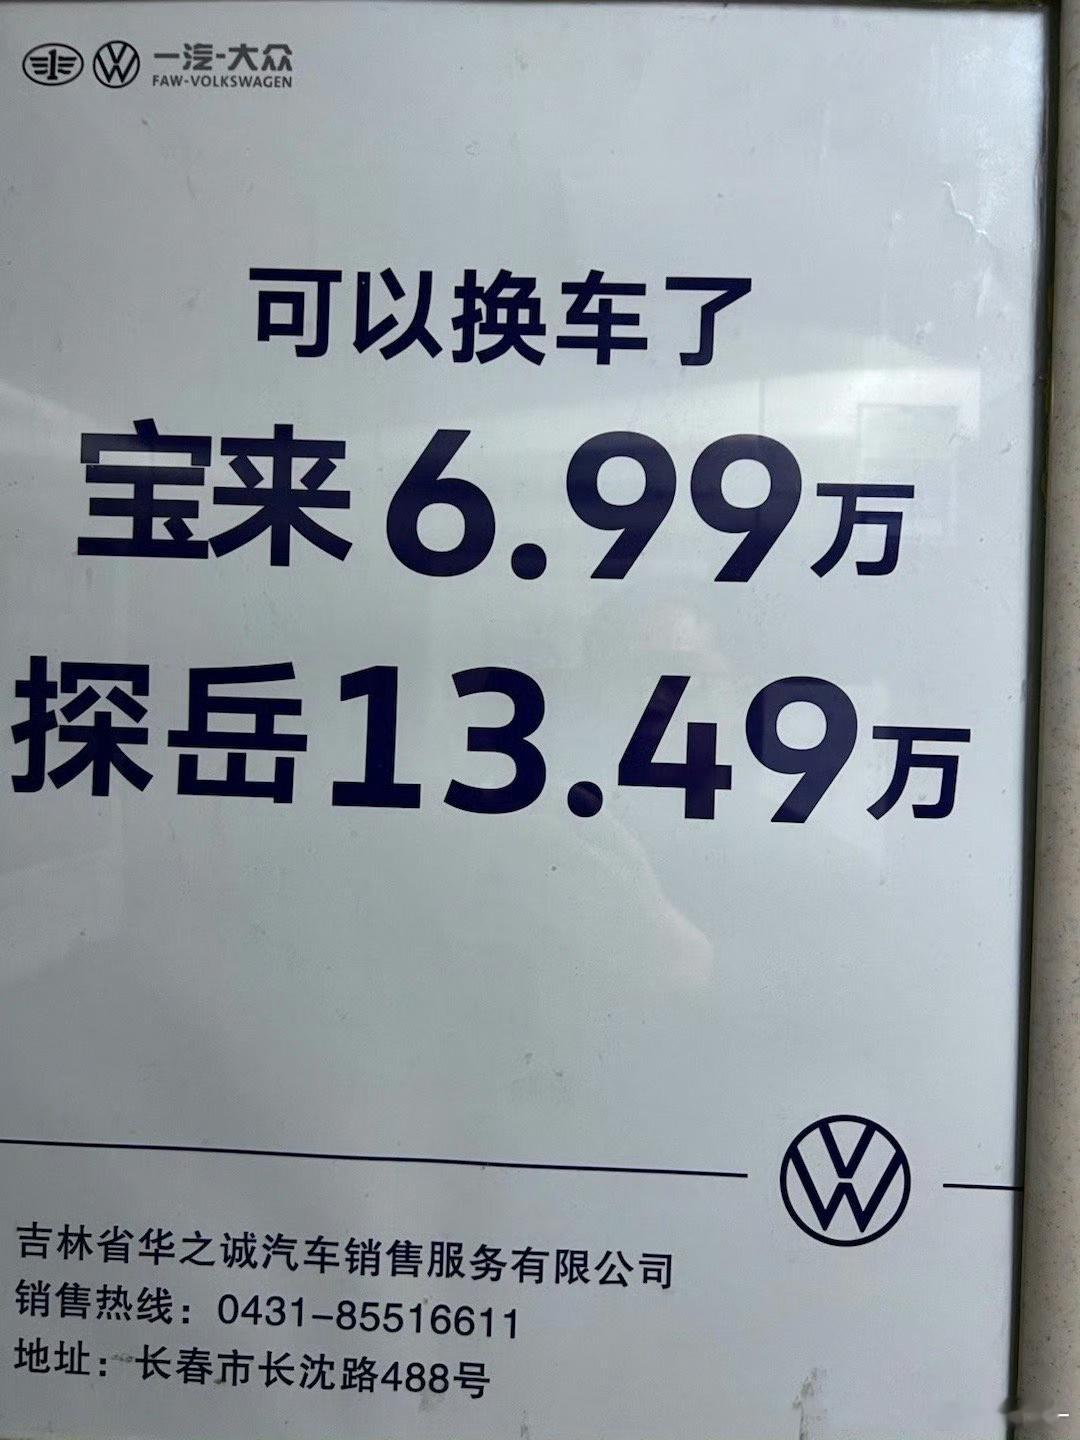 一汽-大众
FAW-VOLKSWAGEN
可以换车了
宝来6.99万
探岳13.49万
吉林省华之诚汽车销售服务有限公司
销售热线：0431-85516611
地址：长春市长沈路488号